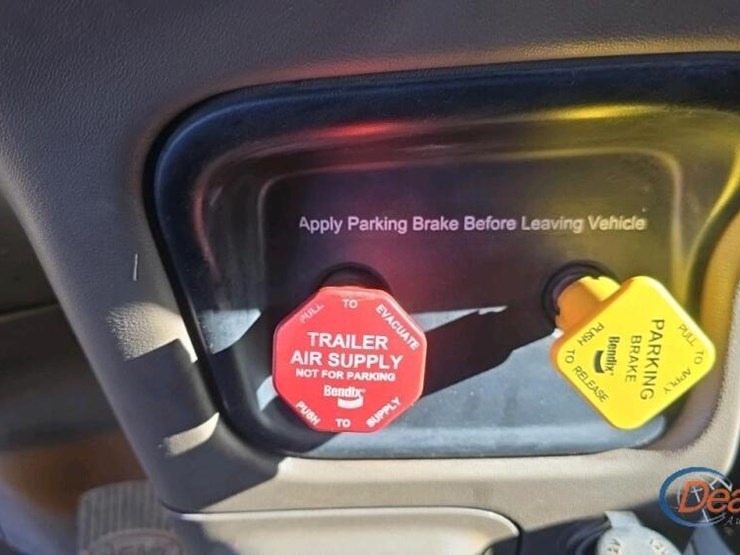 Apply Parking Brake Before Leaving Vehicle
PULL TO EVACUATE
TRAILER
AIR SUPPLY
NOT FOR PARKING
Bendix
PUSH TO SUPPLY
PULL TO APPLY
PARKING
BRAKE
Bendix
PUSH
TO RELEASE